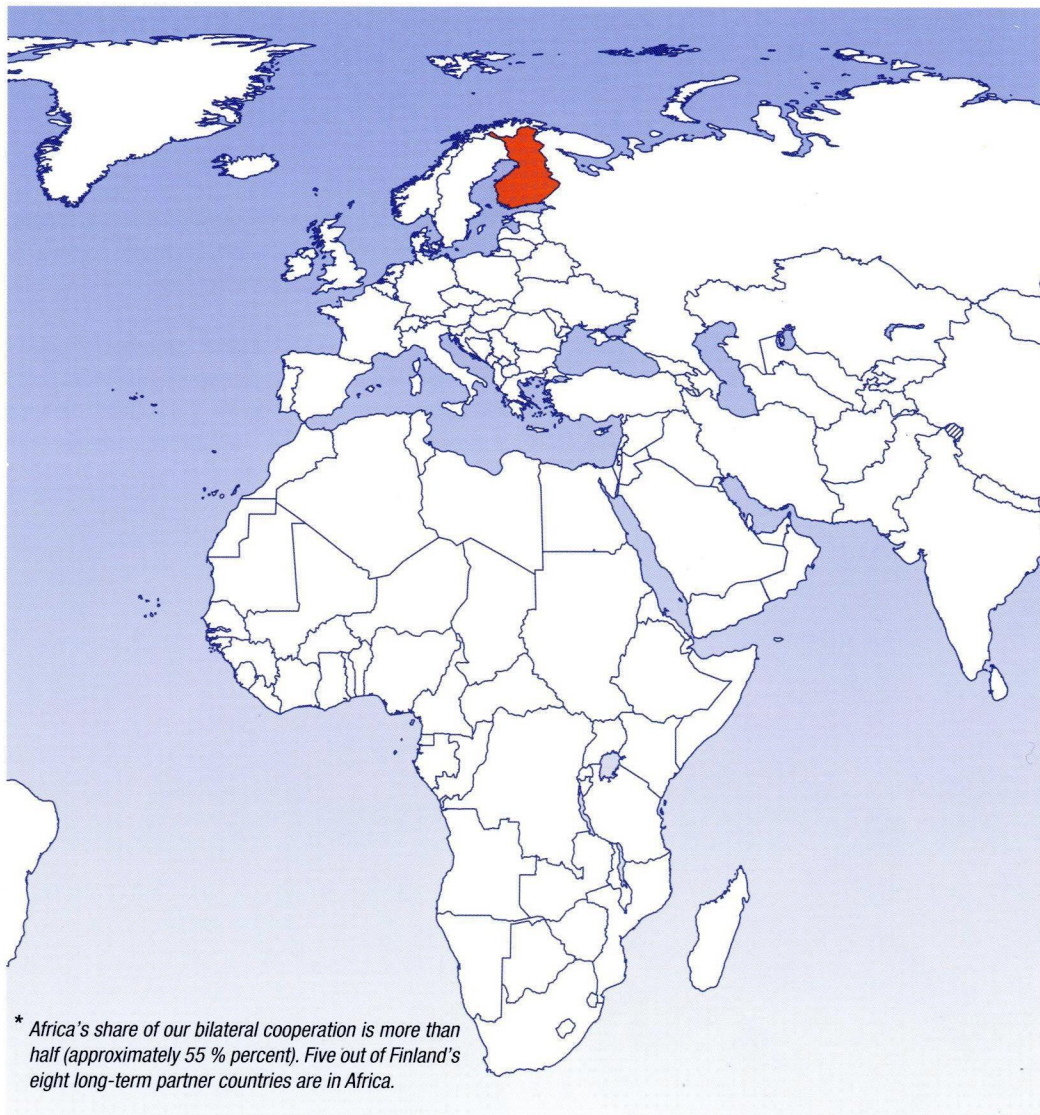 * Africa's share of our bilateral cooperation is more than
half (approximately 55 % percent). Five out of Finland's
eight long-term partner countries are in Africa.